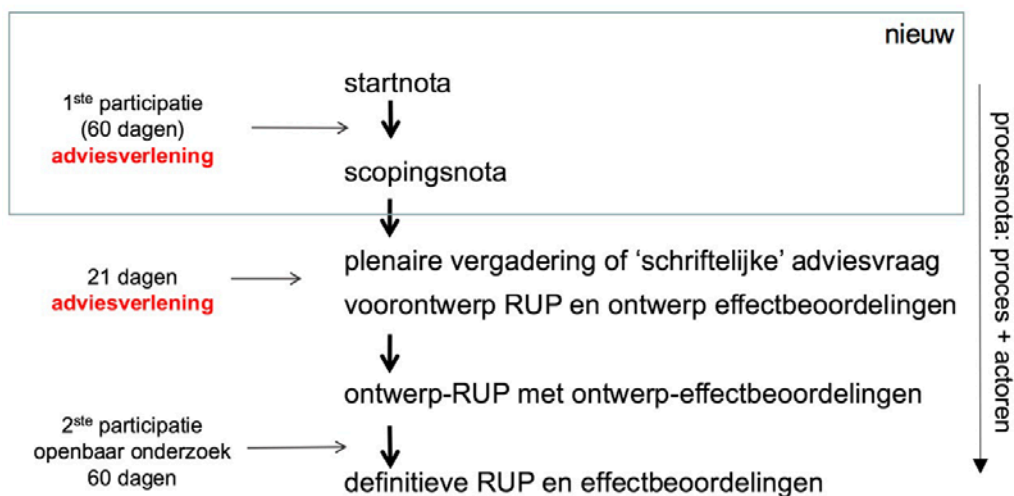 nieuw
startnota
1ste participatie
(60 dagen)
adviesverlening
scopingsnota
plenaire vergadering of ‘schriftelijke’ adviesvraag
21 dagen
adviesverlening
voorontwerp RUP en ontwerp effectbeoordelingen
ontwerp-RUP met ontwerp-effectbeoordelingen
2ste participatie
openbaar onderzoek
60 dagen
definitieve RUP en effectbeoordelingen
procesnota: proces + actoren